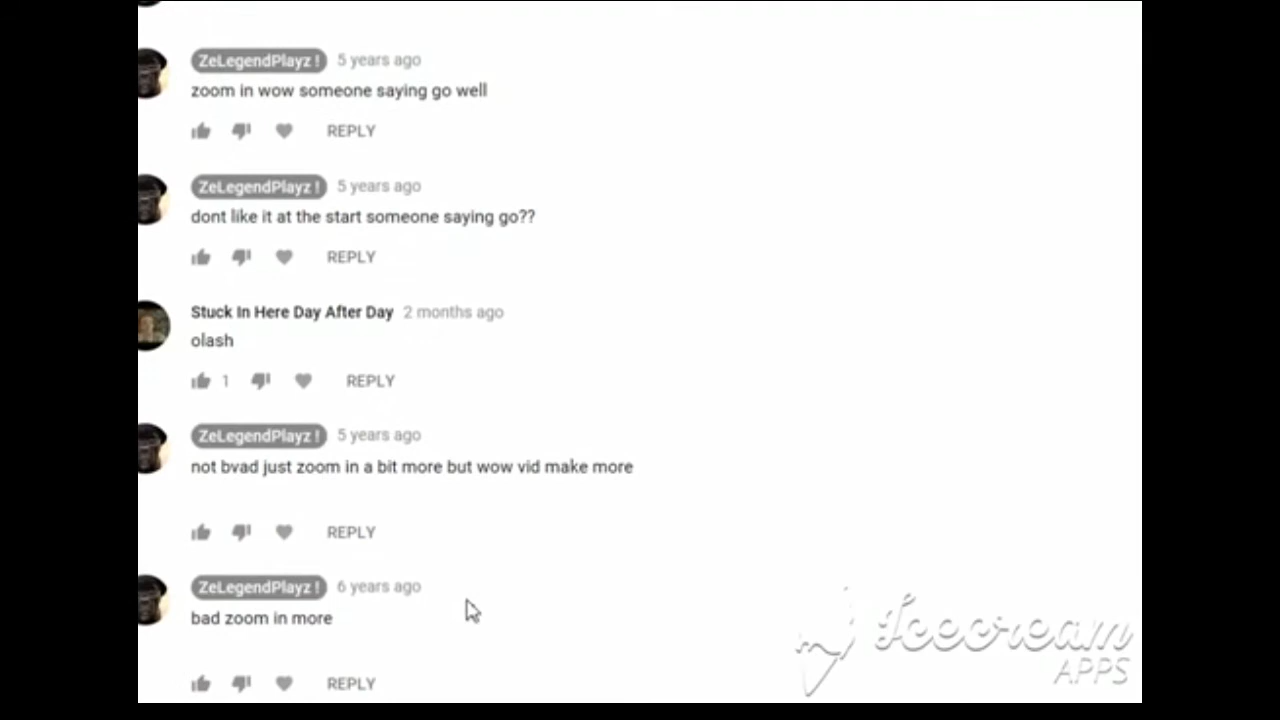 ZeLegendPlayz ! 5 years ago
zoom in wow someone saying go well
REPLY
ZeLegendPlayz ! 5 years ago
dont like it at the start someone saying go??
REPLY
Stuck In Here Day After Day 2 months ago
olash
1 REPLY
ZeLegendPlayz ! 5 years ago
not bvad just zoom in a bit more but wow vid make more
REPLY
ZeLegendPlayz ! 6 years ago
bad zoom in more
REPLY
Icecream
APPS